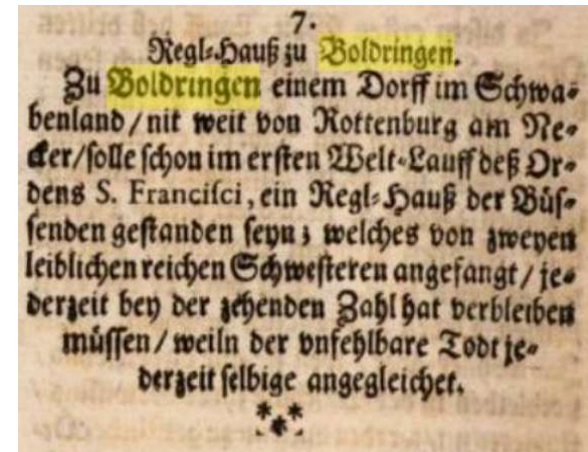 7.
Regl-Hauß zu Boldringen.
Zu Boldringen einem Dorff im Schwa-
benland / nit weit von Rottenburg am Ne-
cker / solle schon im ersten Welt-Lauff deß Or-
dens S. Francisci, ein Regl-Hauß der Büs-
senden gestanden seyn; welches von zweyen
leiblichen reichen Schwesteren angefangt / je-
derzeit bey der zehenden Zahl hat verbleiben
müssen / weiln der vnfehlbare Todt je-
derzeit selbige angegleichet.